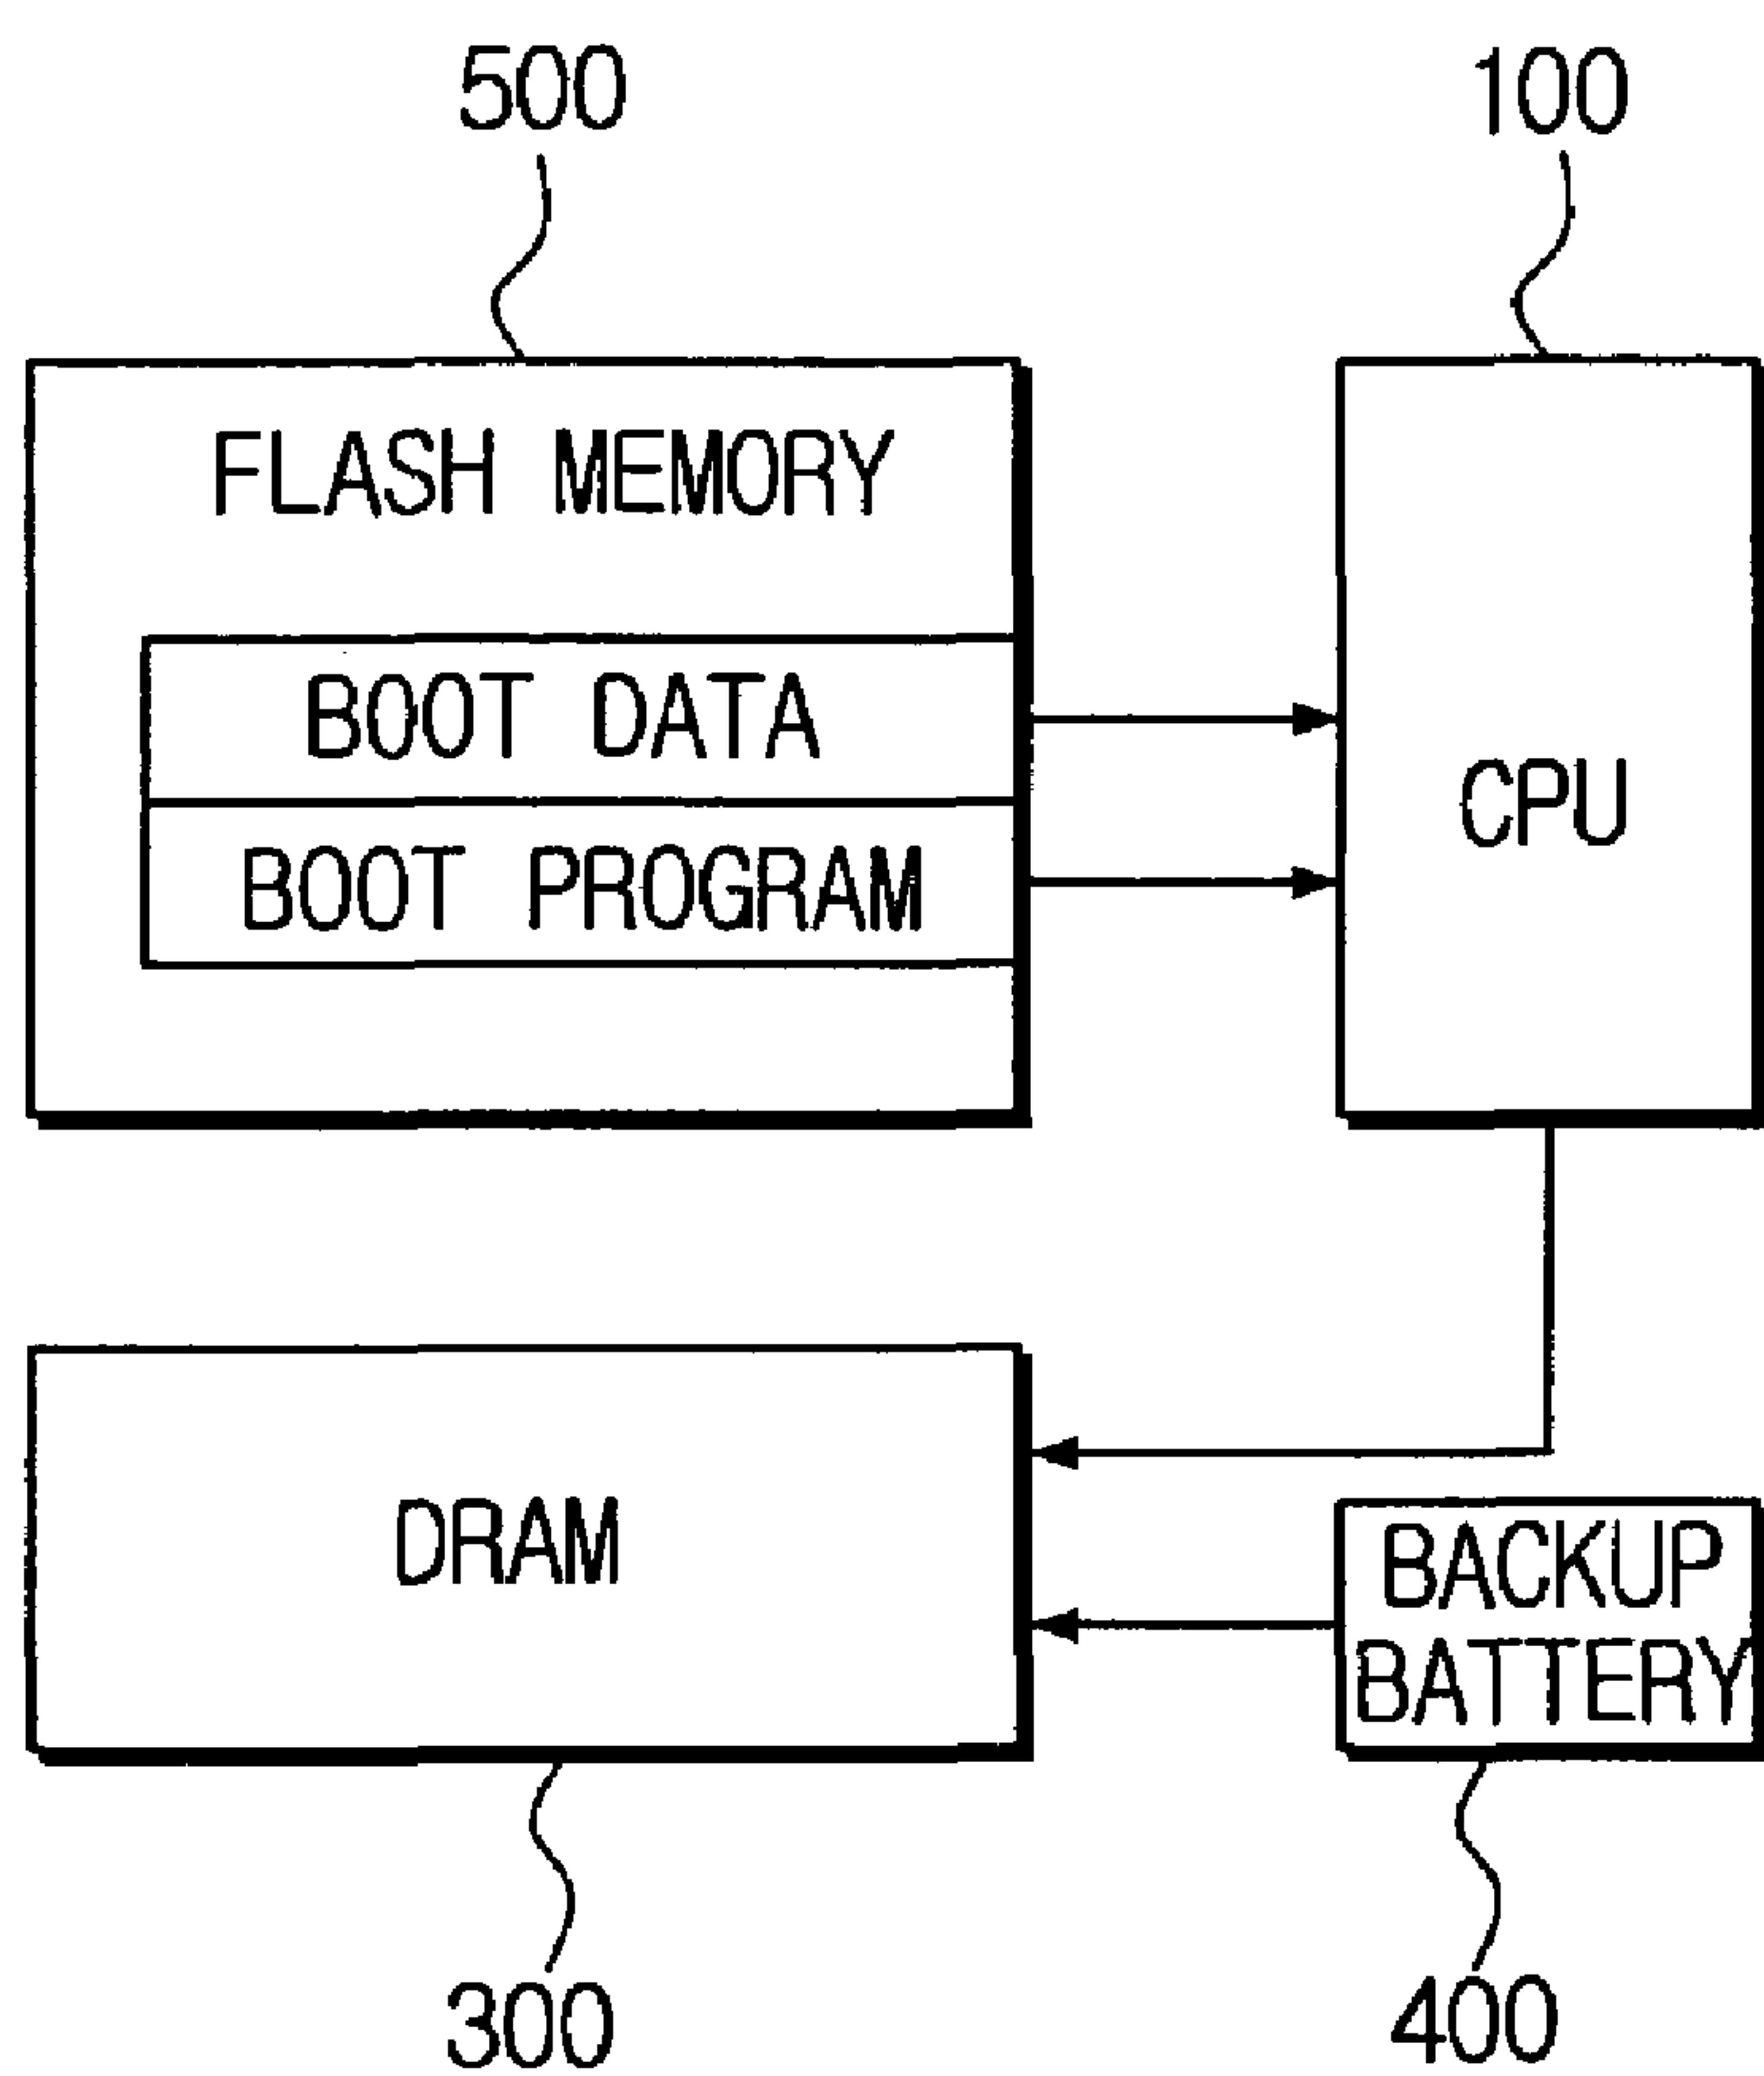 500
100
FLASH MEMORY
BOOT DATA
BOOT PROGRAM
CPU
DRAM
BACKUP
BATTERY
300
400